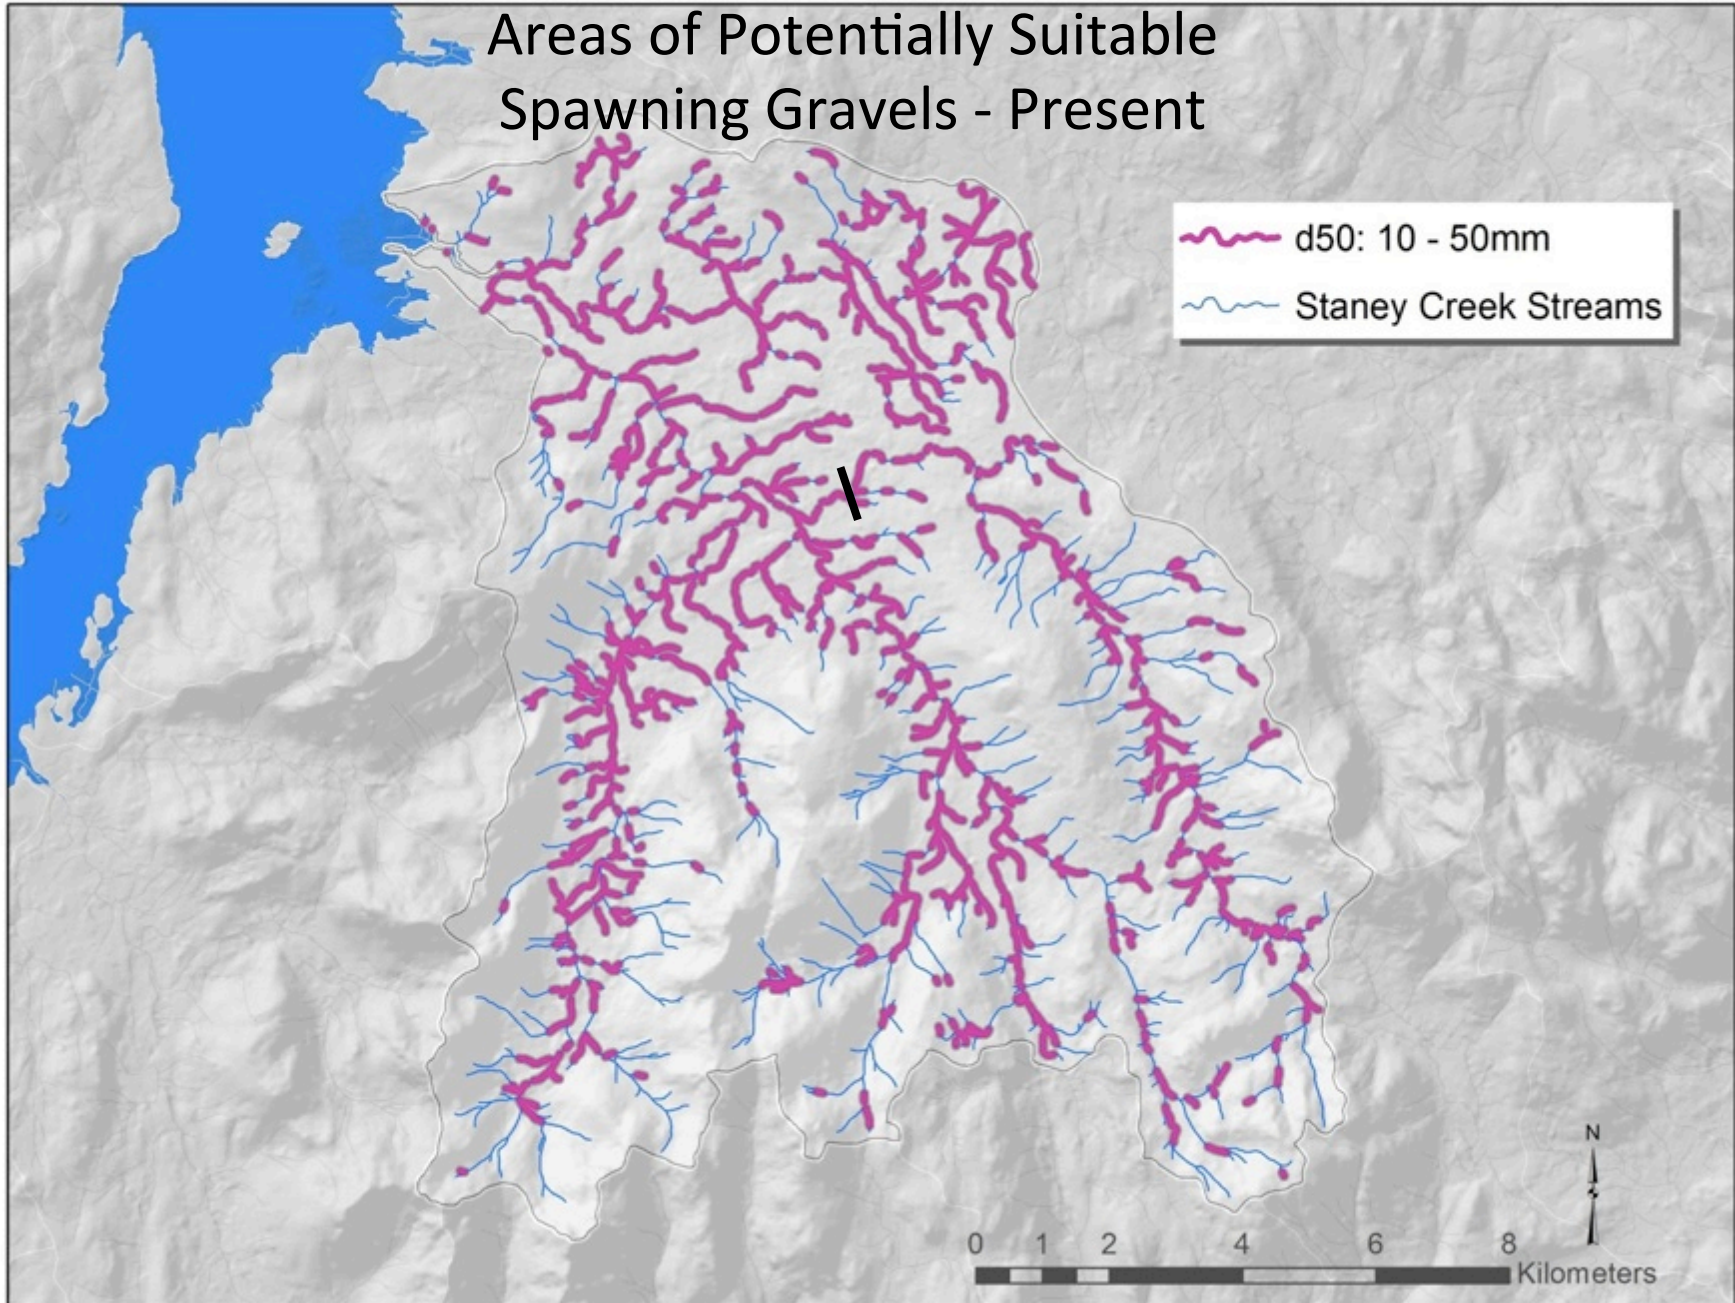 Areas of Potentially Suitable
Spawning Gravels - Present
d50: 10 - 50mm
Staney Creek Streams
N
0 1 2 4 6 8
Kilometers